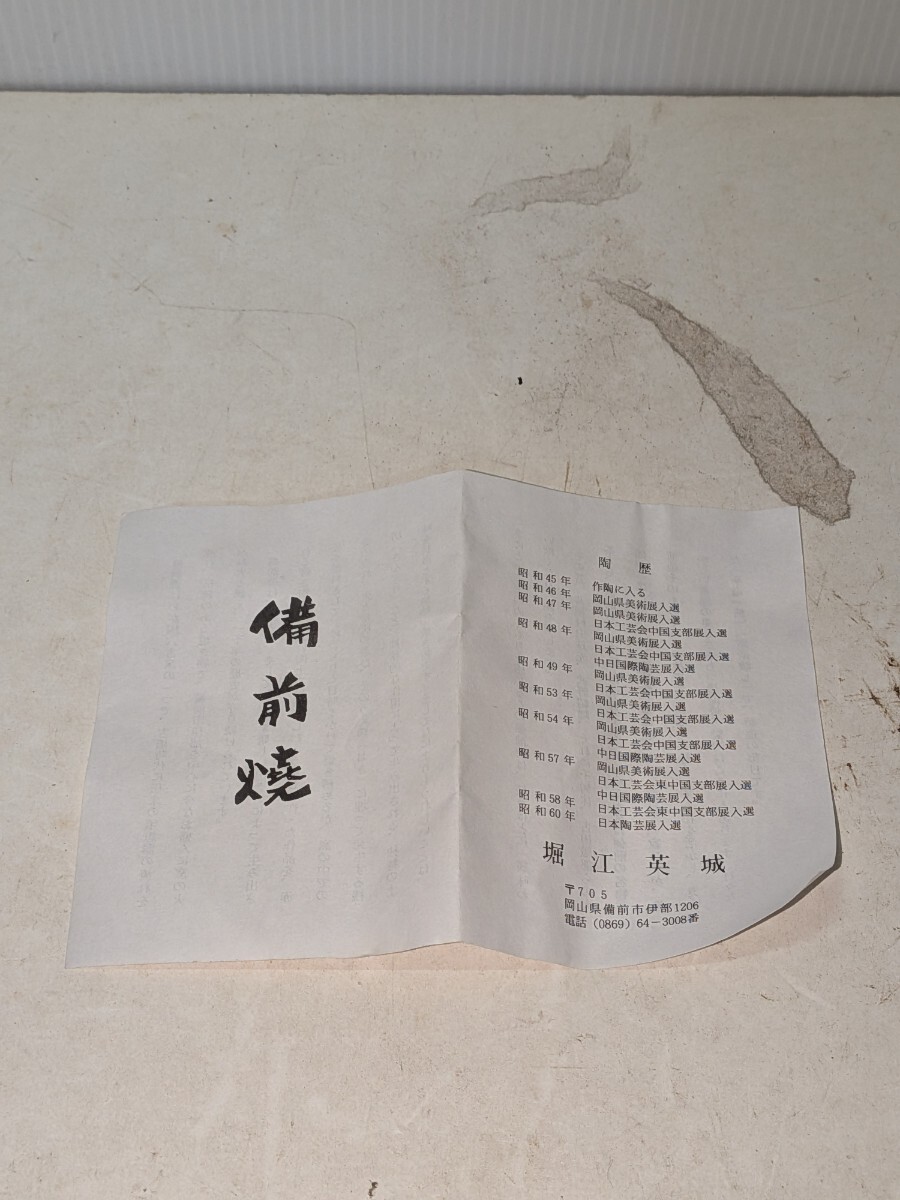 備前燒
陶歴
昭和45年 作陶に入る
昭和46年 岡山県美術展入選
昭和47年 岡山県美術展入選
日本工芸会中国支部展入選
昭和48年 岡山県美術展入選
日本工芸会中国支部展入選
中日国際陶芸展入選
昭和49年 岡山県美術展入選
日本工芸会中国支部展入選
昭和53年 岡山県美術展入選
日本工芸会中国支部展入選
昭和54年 岡山県美術展入選
日本工芸会中国支部展入選
中日国際陶芸展入選
昭和57年 岡山県美術展入選
日本工芸会東中国支部展入選
中日国際陶芸展入選
昭和58年 日本工芸会東中国支部展入選
昭和60年 日本陶芸展入選
堀江英城
〒705
岡山県備前市伊部1206
電話(0869)64-3008番